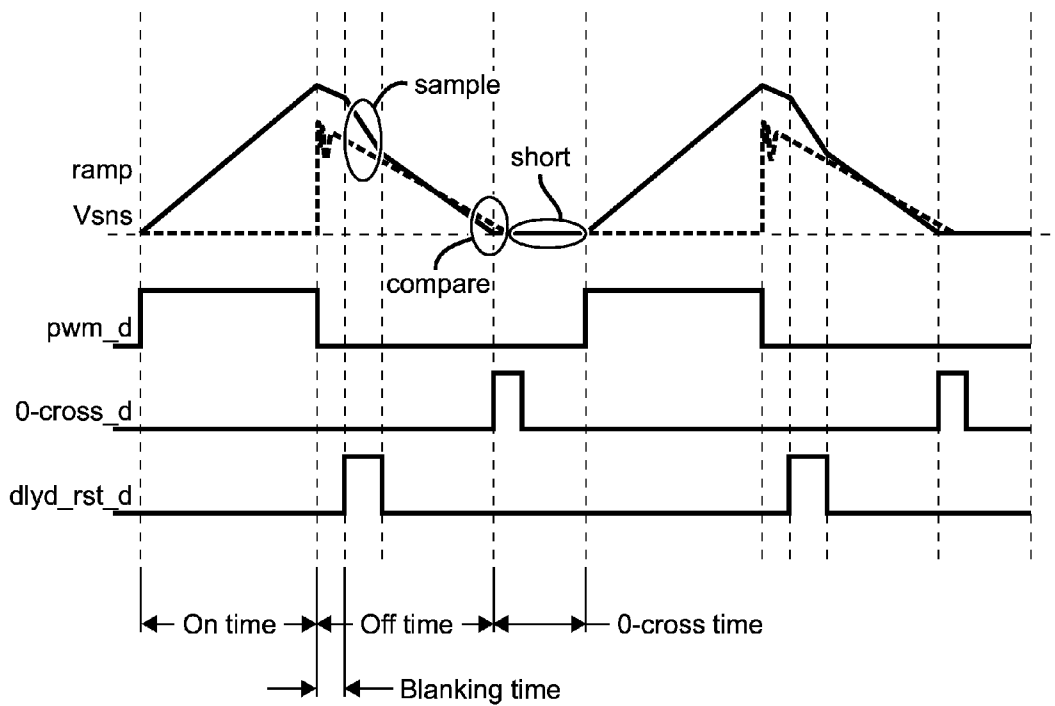 sample
short
ramp
Vsns
compare
pwm_d
0-cross_d
dlyd_rst_d
On time
Off time
0-cross time
Blanking time